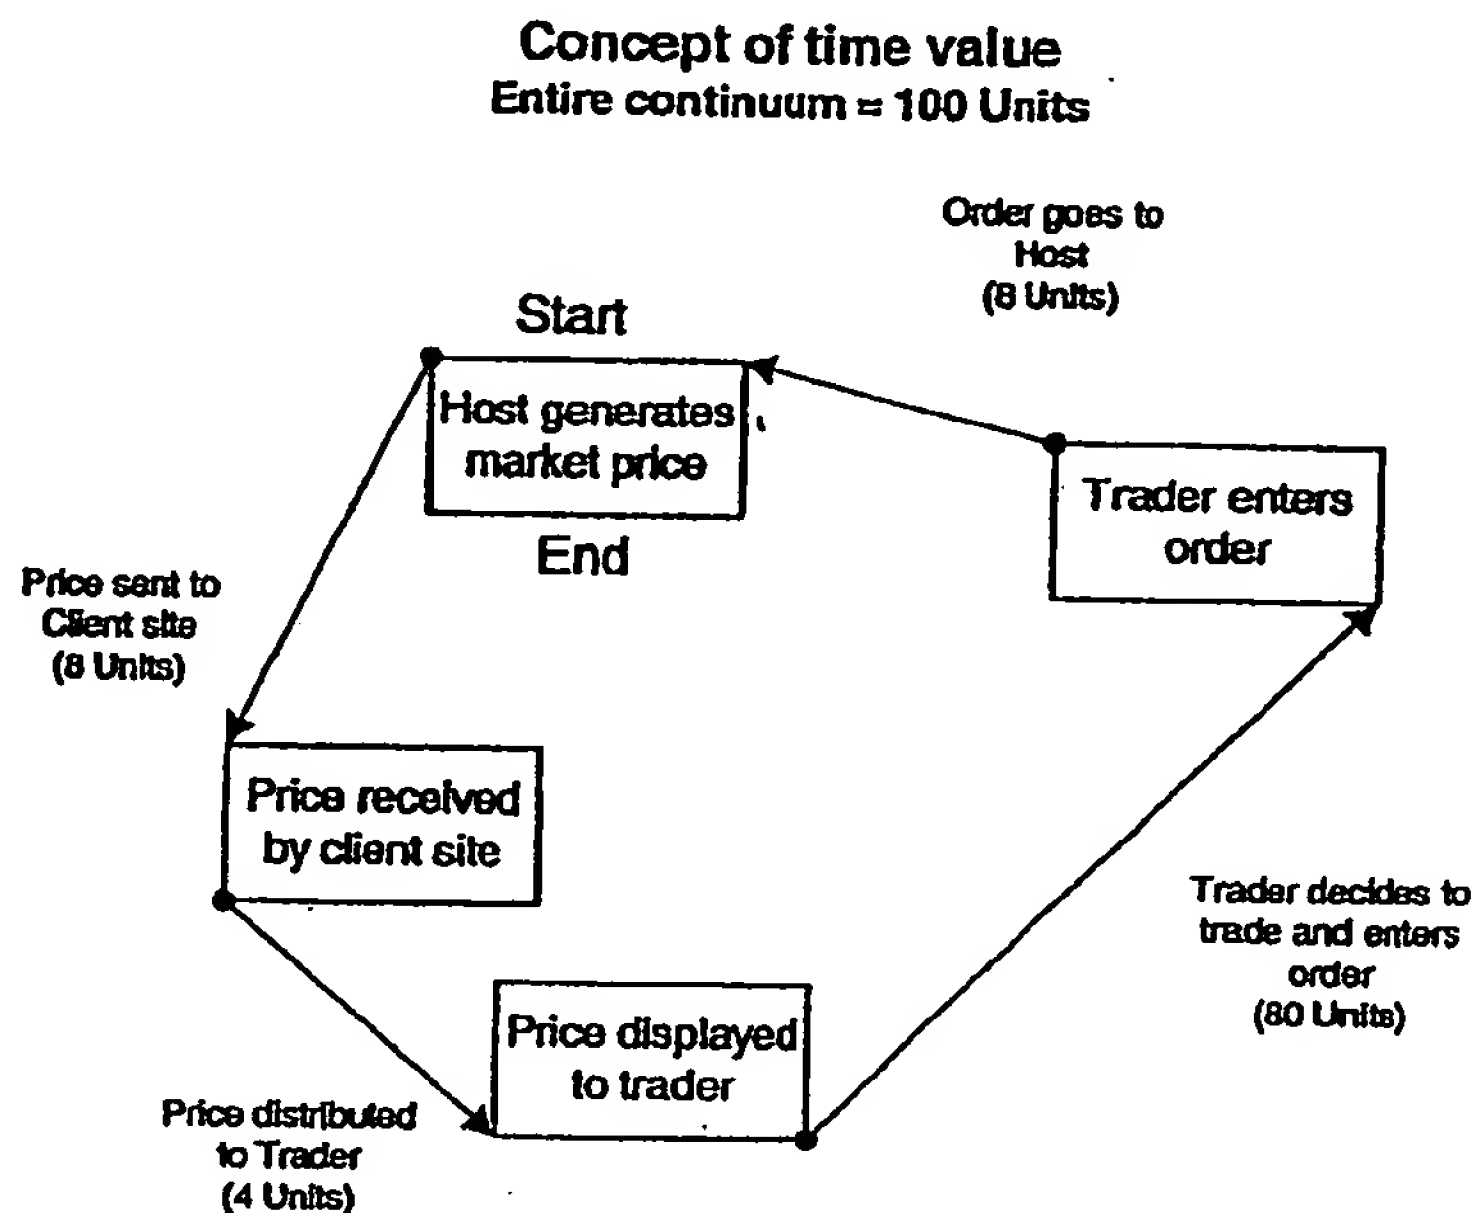 Concept of time value
Entire continuum = 100 Units
Order goes to
Host
(8 Units)
Start
Host generates
market price
End
Trader enters
order
Price sent to
Client site
(8 Units)
Price received
by client site
Trader decides to
trade and enters
order
(80 Units)
Price displayed
to trader
Price distributed
to Trader
(4 Units)